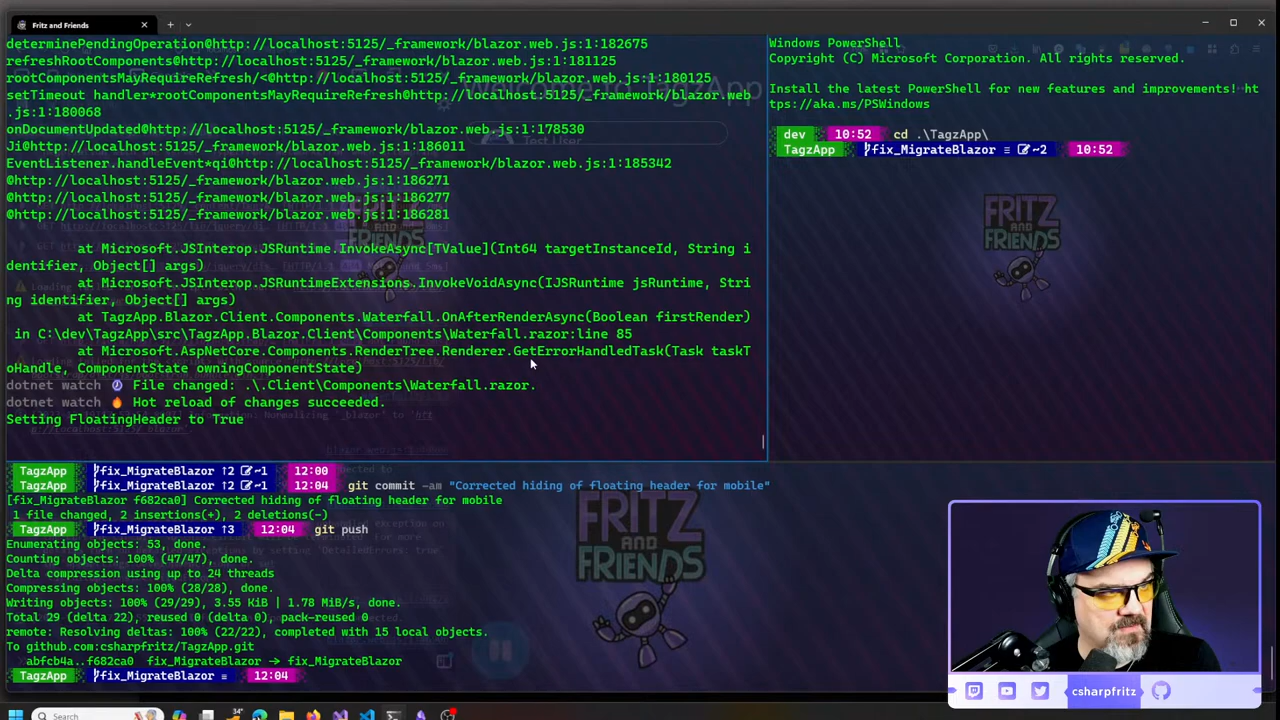 Fritz and Friends
determinePendingOperation@http://localhost:5125/_framework/blazor.web.js:1:182675
refreshRootComponents@http://localhost:5125/_framework/blazor.web.js:1:181125
rootComponentsMayRequireRefresh/<@http://localhost:5125/_framework/blazor.web.js:1:180125
setTimeout handler*rootComponentsMayRequireRefresh@http://localhost:5125/_framework/blazor.web
.js:1:180068
onDocumentUpdated@http://localhost:5125/_framework/blazor.web.js:1:178530
Ji@http://localhost:5125/_framework/blazor.web.js:1:186011
EventListener.handleEvent*qi@http://localhost:5125/_framework/blazor.web.js:1:185342
@http://localhost:5125/_framework/blazor.web.js:1:186271
@http://localhost:5125/_framework/blazor.web.js:1:186277
@http://localhost:5125/_framework/blazor.web.js:1:186281
at Microsoft.JSInterop.JSRuntime.InvokeAsync[TValue](Int64 targetInstanceId, String i
dentifier, Object[] args)
at Microsoft.JSInterop.JSRuntimeExtensions.InvokeVoidAsync(IJSRuntime jsRuntime, Stri
ng identifier, Object[] args)
at TagzApp.Blazor.Client.Components.Waterfall.OnAfterRenderAsync(Boolean firstRender)
in C:\dev\TagzApp\src\TagzApp.Blazor.Client\Components\Waterfall.razor:line 85
at Microsoft.AspNetCore.Components.RenderTree.Renderer.GetErrorHandledTask(Task taskT
oHandle, ComponentState owningComponentState)
dotnet watch 🕗 File changed: .\.Client\Components\Waterfall.razor.
dotnet watch 🔥 Hot reload of changes succeeded.
Setting FloatingHeader to True
Windows PowerShell
Copyright (C) Microsoft Corporation. All rights reserved.
Install the latest PowerShell for new features and improvements! ht
tps://aka.ms/PSWindows
dev 10:52 cd .\TagzApp\
TagzApp fix_MigrateBlazor ≡ ~2 10:52
FRITZ
AND
FRIENDS
TagzApp fix_MigrateBlazor ↑2 ~1 12:00
TagzApp fix_MigrateBlazor ↑2 ~1 12:04 git commit -am "Corrected hiding of floating header for mobile"
[fix_MigrateBlazor f682ca0] Corrected hiding of floating header for mobile
1 file changed, 2 insertions(+), 2 deletions(-)
TagzApp fix_MigrateBlazor ↑3 12:04 git push
Enumerating objects: 53, done.
Counting objects: 100% (47/47), done.
Delta compression using up to 24 threads
Compressing objects: 100% (28/28), done.
Writing objects: 100% (29/29), 3.55 KiB | 1.78 MiB/s, done.
Total 29 (delta 22), reused 0 (delta 0), pack-reused 0
remote: Resolving deltas: 100% (22/22), completed with 15 local objects.
To github.com:csharpfritz/TagzApp.git
abfcb4a..f682ca0 fix_MigrateBlazor -> fix_MigrateBlazor
TagzApp fix_MigrateBlazor ≡ 12:04
FRITZ
AND
FRIENDS
csharpfritz
Search
34°